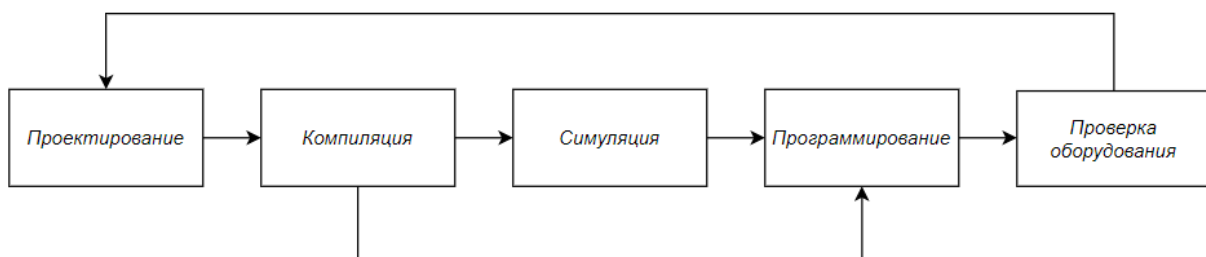 Проектирование
Компиляция
Симуляция
Программирование
Проверка
оборудования